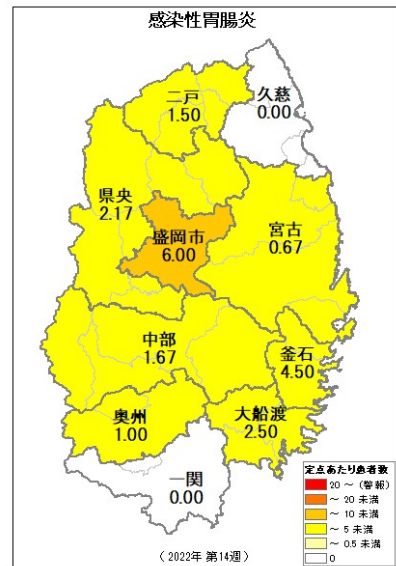 感染性胃腸炎
二戸
1.50
久慈
0.00
県央
2.17
盛岡市
6.00
宮古
0.67
中部
1.67
釜石
4.50
奥州
1.00
大船渡
2.50
一関
0.00
定点あたり患者数
20 ~ (警報)
~ 20 未満
~ 10 未満
~ 5 未満
~ 0.5 未満
0
(2022年 第14週)